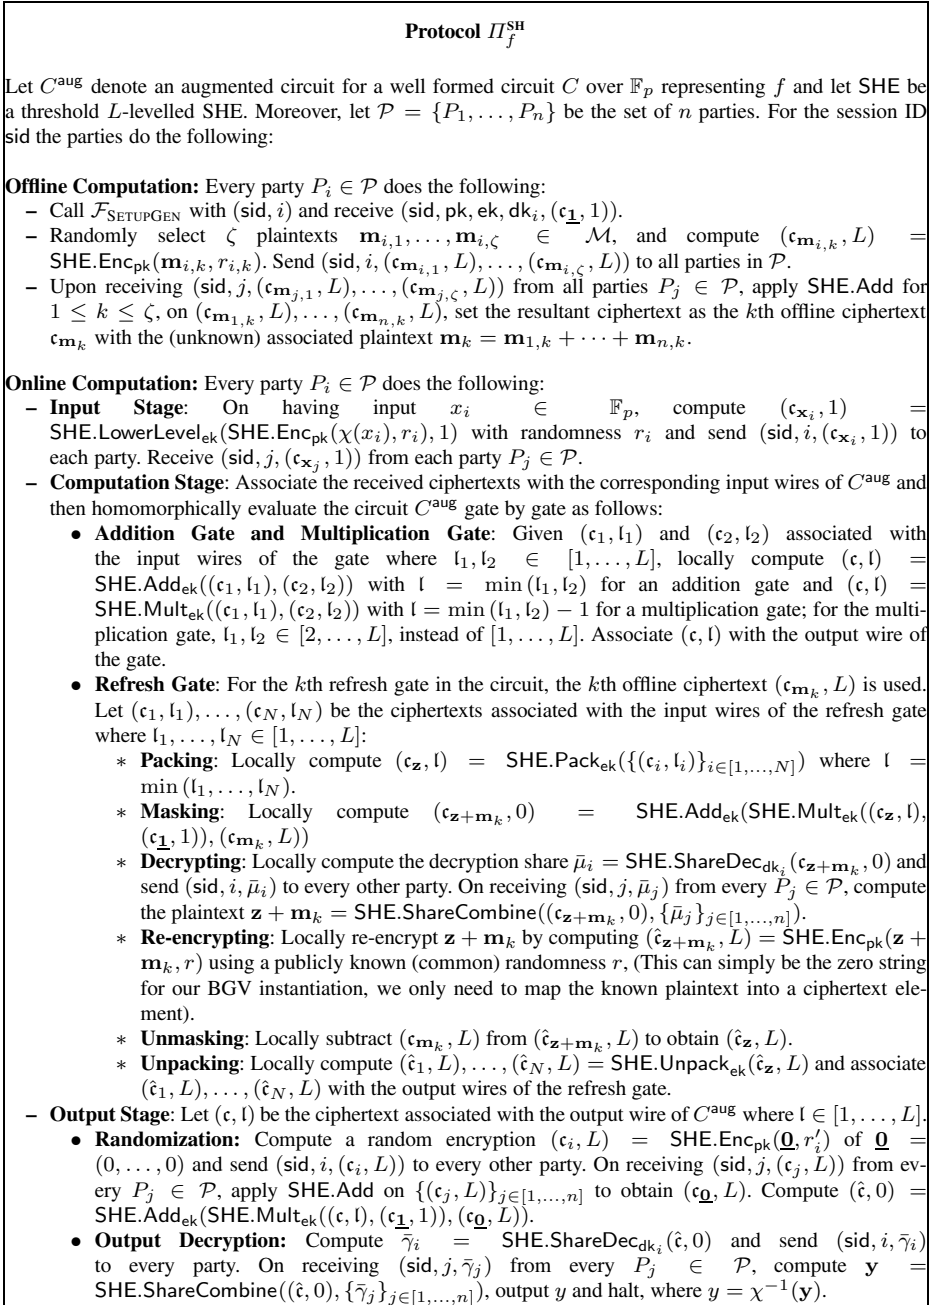 Protocol Π_f^SH
Let C^aug denote an augmented circuit for a well formed circuit C over 𝔽_p representing f and let SHE be
a threshold L-levelled SHE. Moreover, let 𝒫 = {P_1, . . . , P_n} be the set of n parties. For the session ID
sid the parties do the following:
Offline Computation: Every party P_i ∈ 𝒫 does the following:
– Call ℱ_SETUPGEN with (sid, i) and receive (sid, pk, ek, dk_i, (𝔠_1, 1)).
– Randomly select ζ plaintexts m_{i,1}, . . . , m_{i,ζ} ∈ ℳ, and compute (𝔠_{m_{i,k}}, L) =
SHE.Enc_pk(m_{i,k}, r_{i,k}). Send (sid, i, (𝔠_{m_{i,1}}, L), . . . , (𝔠_{m_{i,ζ}}, L)) to all parties in 𝒫.
– Upon receiving (sid, j, (𝔠_{m_{j,1}}, L), . . . , (𝔠_{m_{j,ζ}}, L)) from all parties P_j ∈ 𝒫, apply SHE.Add for
1 ≤ k ≤ ζ, on (𝔠_{m_{1,k}}, L), . . . , (𝔠_{m_{n,k}}, L), set the resultant ciphertext as the kth offline ciphertext
𝔠_{m_k} with the (unknown) associated plaintext m_k = m_{1,k} + · · · + m_{n,k}.
Online Computation: Every party P_i ∈ 𝒫 does the following:
– Input Stage: On having input x_i ∈ 𝔽_p, compute (𝔠_{x_i}, 1) =
SHE.LowerLevel_ek(SHE.Enc_pk(χ(x_i), r_i), 1) with randomness r_i and send (sid, i, (𝔠_{x_i}, 1)) to
each party. Receive (sid, j, (𝔠_{x_j}, 1)) from each party P_j ∈ 𝒫.
– Computation Stage: Associate the received ciphertexts with the corresponding input wires of C^aug and
then homomorphically evaluate the circuit C^aug gate by gate as follows:
• Addition Gate and Multiplication Gate: Given (𝔠_1, 𝔩_1) and (𝔠_2, 𝔩_2) associated with
the input wires of the gate where 𝔩_1, 𝔩_2 ∈ [1, . . . , L], locally compute (𝔠, 𝔩) =
SHE.Add_ek((𝔠_1, 𝔩_1), (𝔠_2, 𝔩_2)) with 𝔩 = min (𝔩_1, 𝔩_2) for an addition gate and (𝔠, 𝔩) =
SHE.Mult_ek((𝔠_1, 𝔩_1), (𝔠_2, 𝔩_2)) with 𝔩 = min (𝔩_1, 𝔩_2) − 1 for a multiplication gate; for the multi-
plication gate, 𝔩_1, 𝔩_2 ∈ [2, . . . , L], instead of [1, . . . , L]. Associate (𝔠, 𝔩) with the output wire of
the gate.
• Refresh Gate: For the kth refresh gate in the circuit, the kth offline ciphertext (𝔠_{m_k}, L) is used.
Let (𝔠_1, 𝔩_1), . . . , (𝔠_N, 𝔩_N) be the ciphertexts associated with the input wires of the refresh gate
where 𝔩_1, . . . , 𝔩_N ∈ [1, . . . , L]:
∗ Packing: Locally compute (𝔠_z, 𝔩) = SHE.Pack_ek({(𝔠_i, 𝔩_i)}_{i∈[1,...,N]}) where 𝔩 =
min (𝔩_1, . . . , 𝔩_N).
∗ Masking: Locally compute (𝔠_{z+m_k}, 0) = SHE.Add_ek(SHE.Mult_ek((𝔠_z, 𝔩),
(𝔠_1, 1)), (𝔠_{m_k}, L))
∗ Decrypting: Locally compute the decryption share μ̄_i = SHE.ShareDec_{dk_i}(𝔠_{z+m_k}, 0) and
send (sid, i, μ̄_i) to every other party. On receiving (sid, j, μ̄_j) from every P_j ∈ 𝒫, compute
the plaintext z + m_k = SHE.ShareCombine((𝔠_{z+m_k}, 0), {μ̄_j}_{j∈[1,...,n]}).
∗ Re-encrypting: Locally re-encrypt z + m_k by computing (𝔠̂_{z+m_k}, L) = SHE.Enc_pk(z +
m_k, r) using a publicly known (common) randomness r, (This can simply be the zero string
for our BGV instantiation, we only need to map the known plaintext into a ciphertext ele-
ment).
∗ Unmasking: Locally subtract (𝔠_{m_k}, L) from (𝔠̂_{z+m_k}, L) to obtain (𝔠̂_z, L).
∗ Unpacking: Locally compute (𝔠̂_1, L), . . . , (𝔠̂_N, L) = SHE.Unpack_ek(𝔠̂_z, L) and associate
(𝔠̂_1, L), . . . , (𝔠̂_N, L) with the output wires of the refresh gate.
– Output Stage: Let (𝔠, 𝔩) be the ciphertext associated with the output wire of C^aug where 𝔩 ∈ [1, . . . , L].
• Randomization: Compute a random encryption (𝔠_i, L) = SHE.Enc_pk(0, r′_i) of 0 =
(0, . . . , 0) and send (sid, i, (𝔠_i, L)) to every other party. On receiving (sid, j, (𝔠_j, L)) from ev-
ery P_j ∈ 𝒫, apply SHE.Add on {(𝔠_j, L)}_{j∈[1,...,n]} to obtain (𝔠_0, L). Compute (𝔠̂, 0) =
SHE.Add_ek(SHE.Mult_ek((𝔠, 𝔩), (𝔠_1, 1)), (𝔠_0, L)).
• Output Decryption: Compute γ̄_i = SHE.ShareDec_{dk_i}(𝔠̂, 0) and send (sid, i, γ̄_i)
to every party. On receiving (sid, j, γ̄_j) from every P_j ∈ 𝒫, compute y =
SHE.ShareCombine((𝔠̂, 0), {γ̄_j}_{j∈[1,...,n]}), output y and halt, where y = χ^{−1}(y).